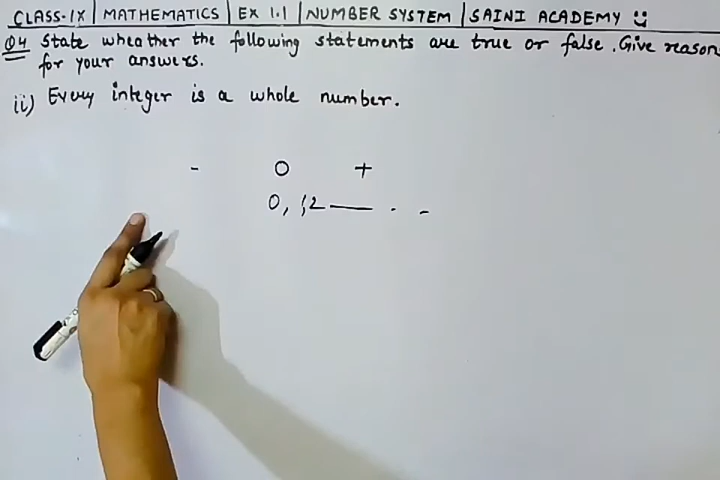 CLASS-IX | MATHEMATICS | EX 1.1 | NUMBER SYSTEM | SAINI ACADEMY
Q4 State wheather the following statements are true or false. Give reasons
for your answers.
ii) Every integer is a whole number.
- 0 +
0, 1,2 —— . -